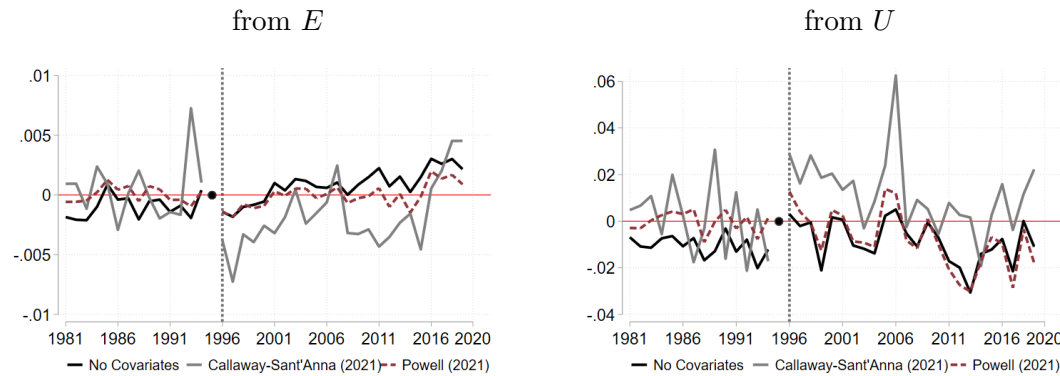 from E
from U
.01
.005
0
-.005
-.01
1981 1986 1991 1996 2001 2006 2011 2016 2020
No Covariates Callaway-Sant'Anna (2021) Powell (2021)
.06
.04
.02
0
-.02
-.04
1981 1986 1991 1996 2001 2006 2011 2016 2020
No Covariates Callaway-Sant'Anna (2021) Powell (2021)